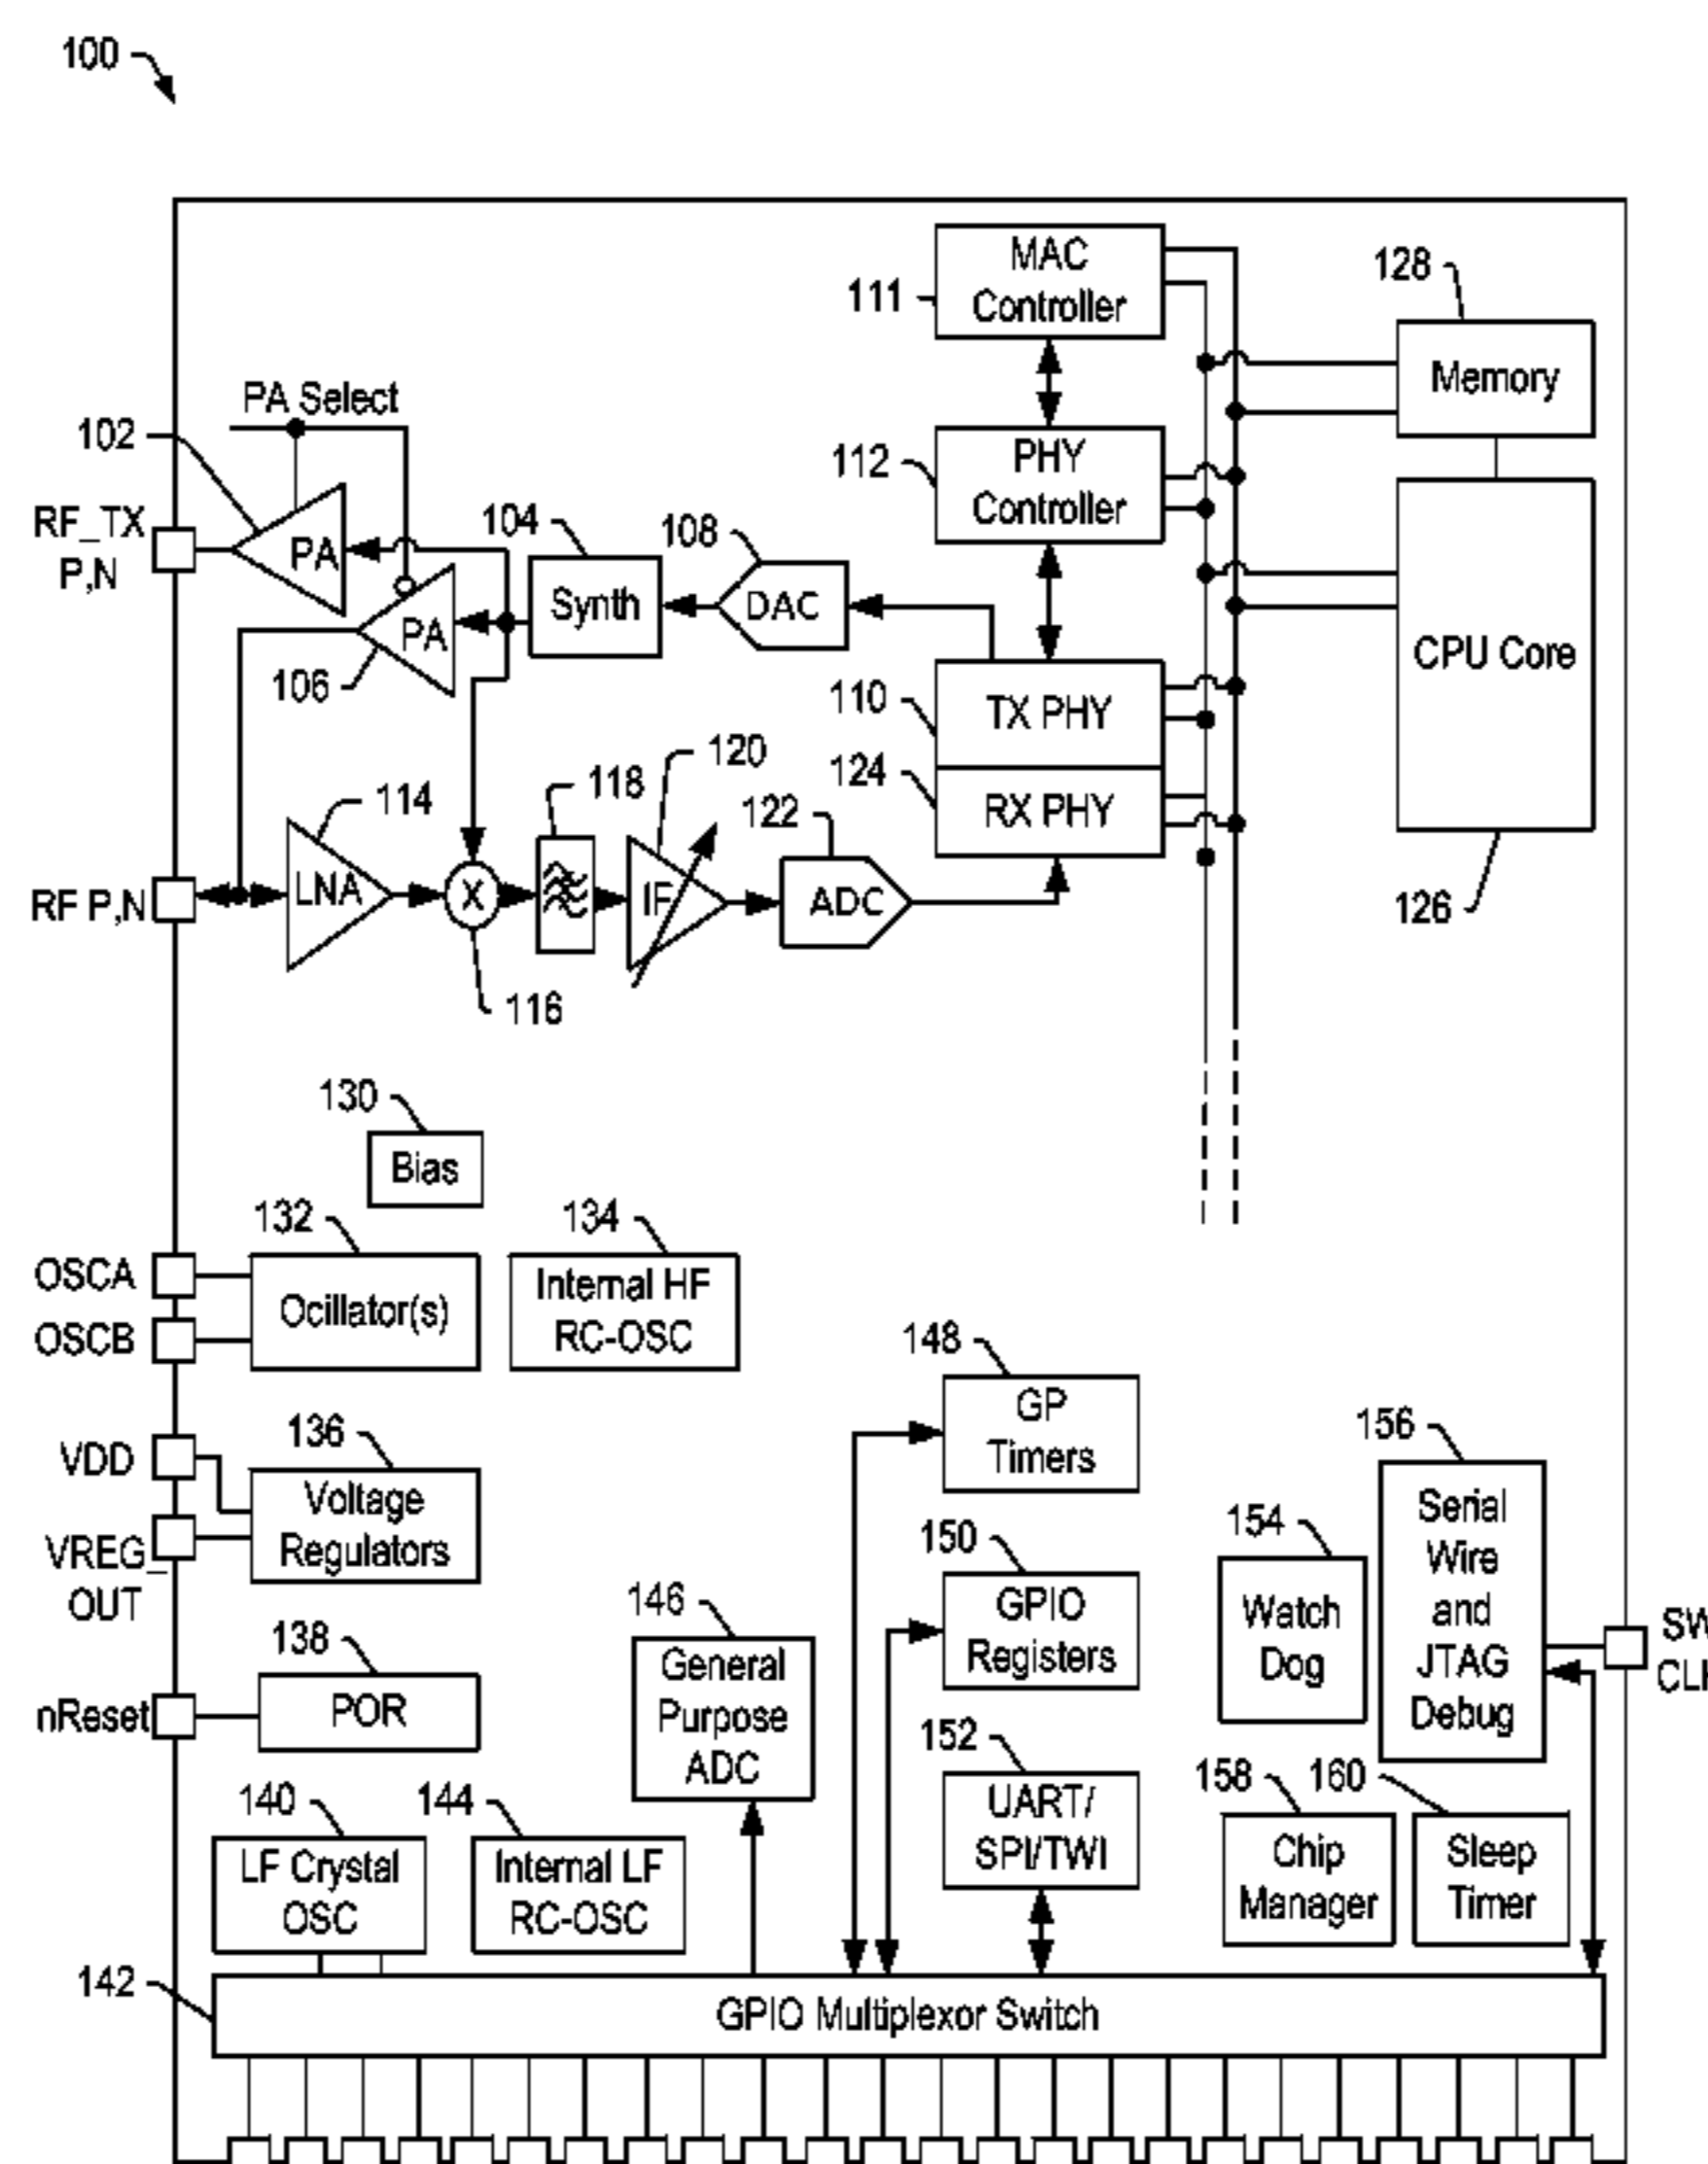 100
MAC
Controller
111
128
Memory
PA Select
102
RF_TX
P,N
PA
104
Synth
108
DAC
112
PHY
Controller
PA
106
110
TX PHY
CPU Core
124
RX PHY
126
114
LNA
118
120
122
RF P,N
X
IF
ADC
116
130
Bias
132
134
OSCA
OSCB
Ocillator(s)
Internal HF
RC-OSC
148
GP
Timers
VDD
136
Voltage
Regulators
VREG_
OUT
150
GPIO
Registers
154
Watch
Dog
156
Serial
Wire
and
JTAG
Debug
146
General
Purpose
ADC
138
nReset
POR
152
UART/
SPI/TWI
158
Chip
Manager
160
Sleep
Timer
140
LF Crystal
OSC
144
Internal LF
RC-OSC
142
GPIO Multiplexor Switch